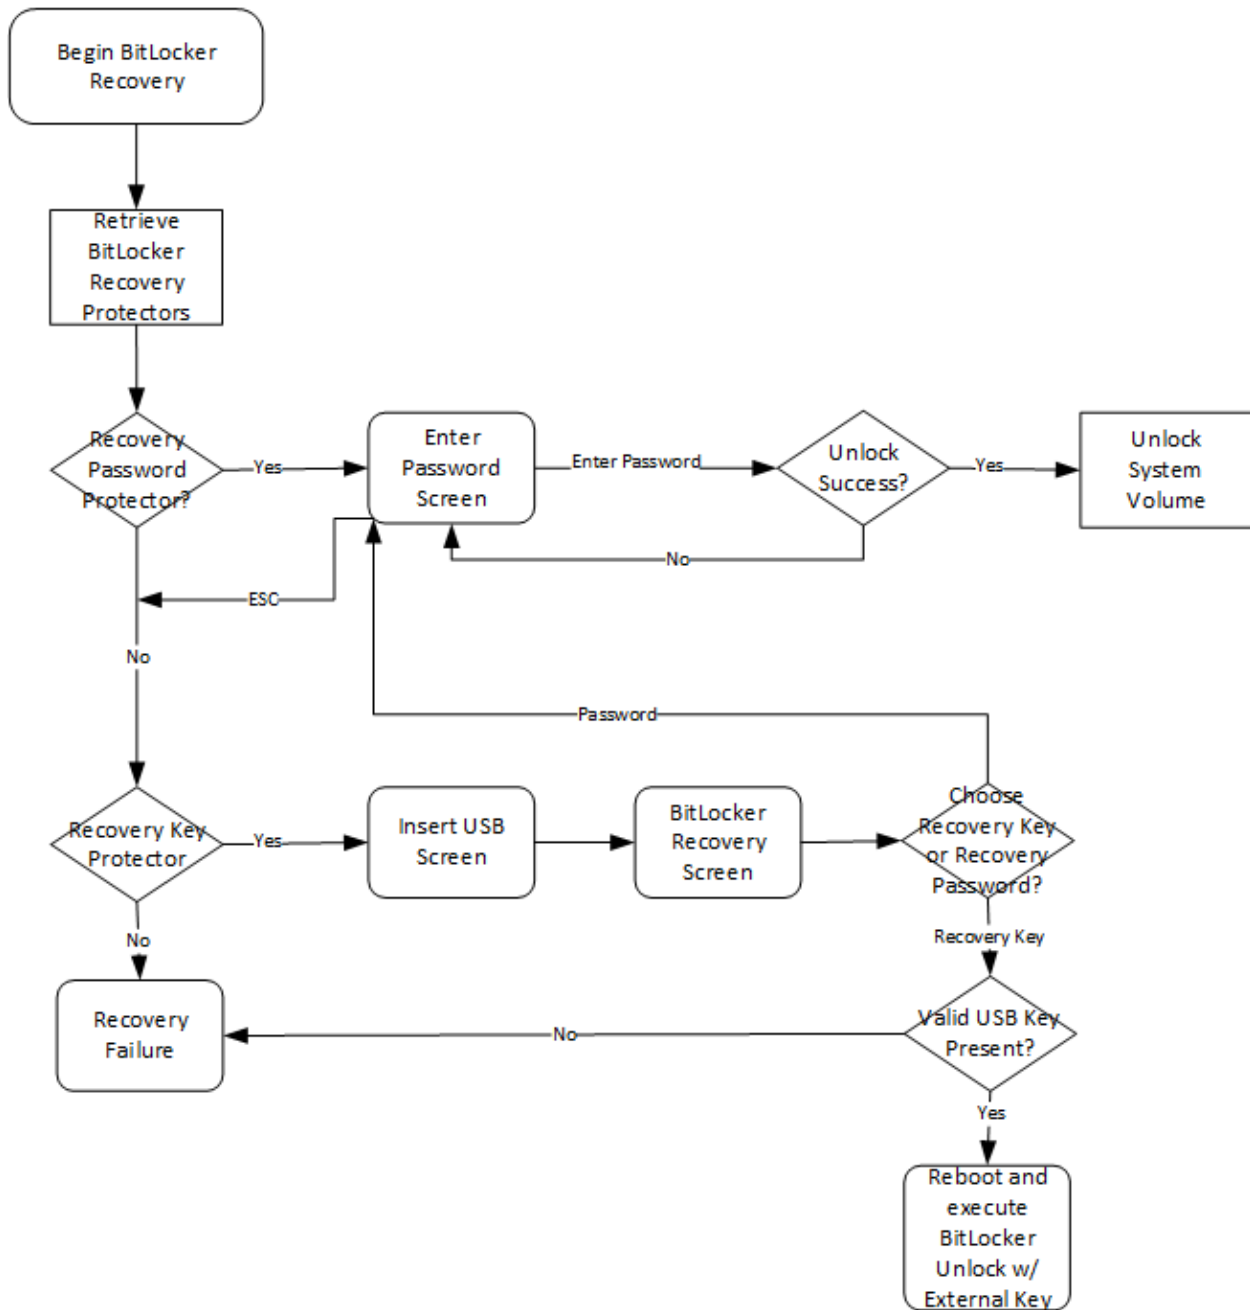 Begin BitLocker
Recovery
Retrieve
BitLocker
Recovery
Protectors
Recovery
Password
Protector?
Yes
Enter
Password
Screen
Enter Password
Unlock
Success?
Yes
Unlock
System
Volume
No
ESC
No
Password
Recovery Key
Protector
Yes
Insert USB
Screen
BitLocker
Recovery
Screen
Choose
Recovery Key
or Recovery
Password?
No
Recovery Key
Recovery
Failure
No
Valid USB Key
Present?
Yes
Reboot and
execute
BitLocker
Unlock w/
External Key